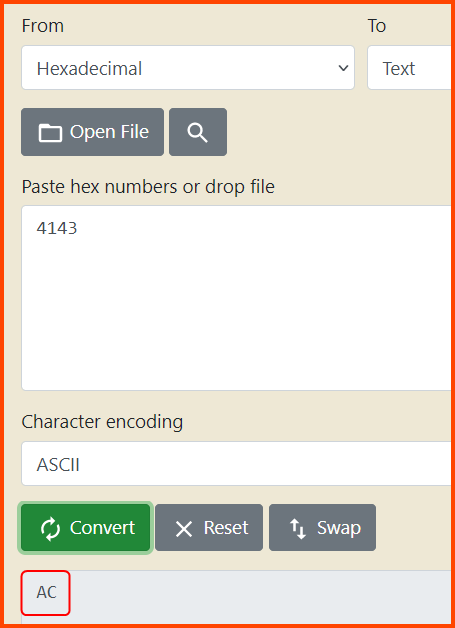 From To
Hexadecimal Text
Open File
Paste hex numbers or drop file
4143
Character encoding
ASCII
Convert Reset Swap
AC